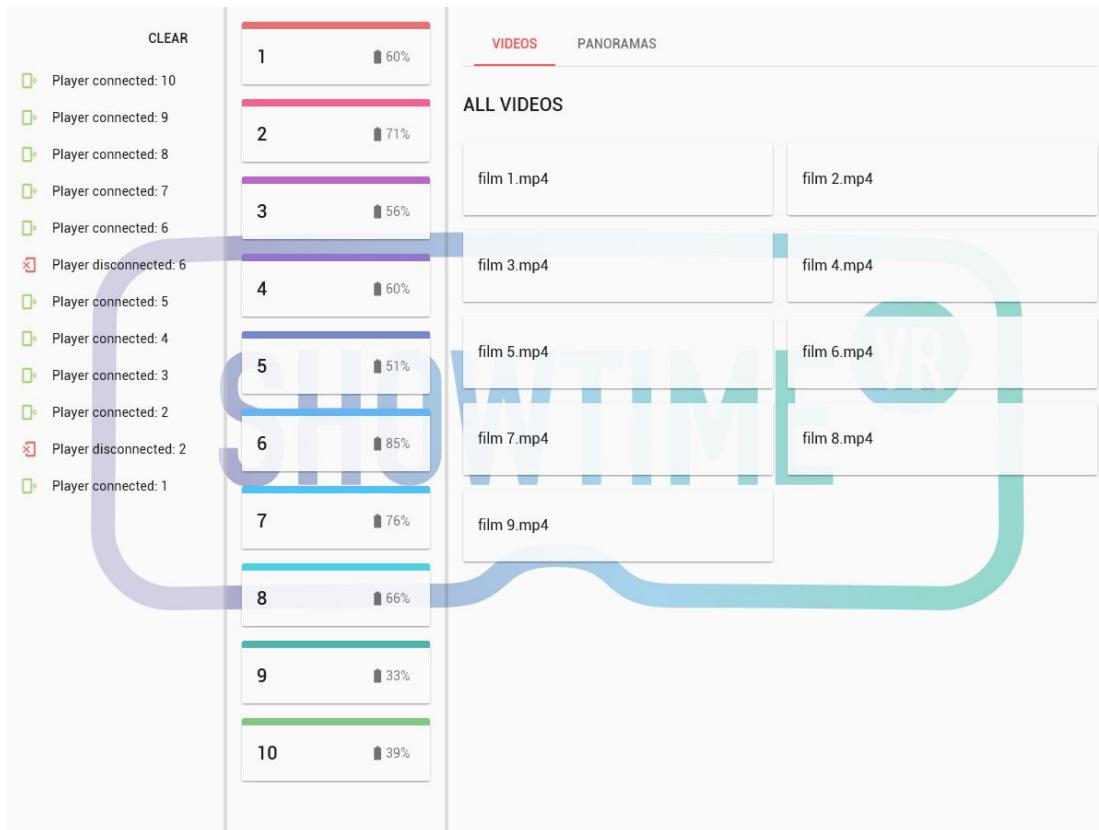 CLEAR
Player connected: 10
Player connected: 9
Player connected: 8
Player connected: 7
Player connected: 6
Player disconnected: 6
Player connected: 5
Player connected: 4
Player connected: 3
Player connected: 2
Player disconnected: 2
Player connected: 1
1 60%
2 71%
3 56%
4 60%
5 51%
6 85%
7 76%
8 66%
9 33%
10 39%
VIDEOS PANORAMAS
ALL VIDEOS
film 1.mp4 film 2.mp4
film 3.mp4 film 4.mp4
film 5.mp4 film 6.mp4
film 7.mp4 film 8.mp4
film 9.mp4
SHOWTIME VR